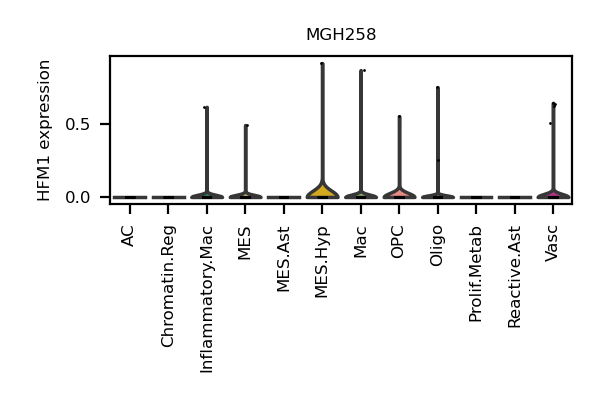 MGH258
HFM1 expression
0.5
0.0
AC
Chromatin.Reg
Inflammatory.Mac
MES
MES.Ast
MES.Hyp
Mac
OPC
Oligo
Prolif.Metab
Reactive.Ast
Vasc